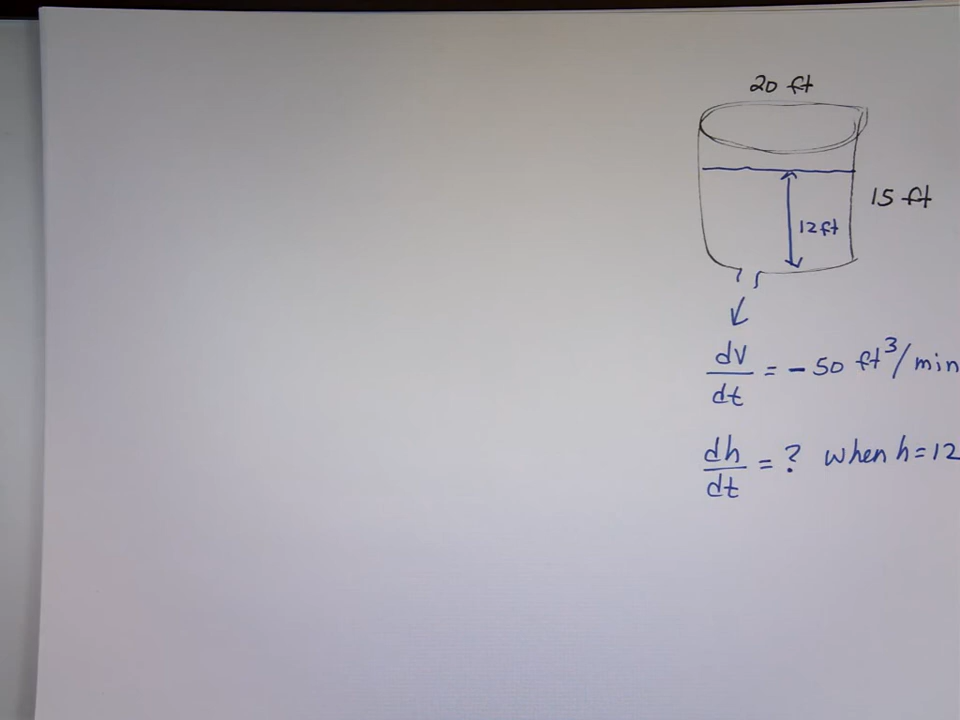 20 ft
15 ft
12 ft
dv/dt = - 50 ft³/min
dh/dt = ? when h = 12